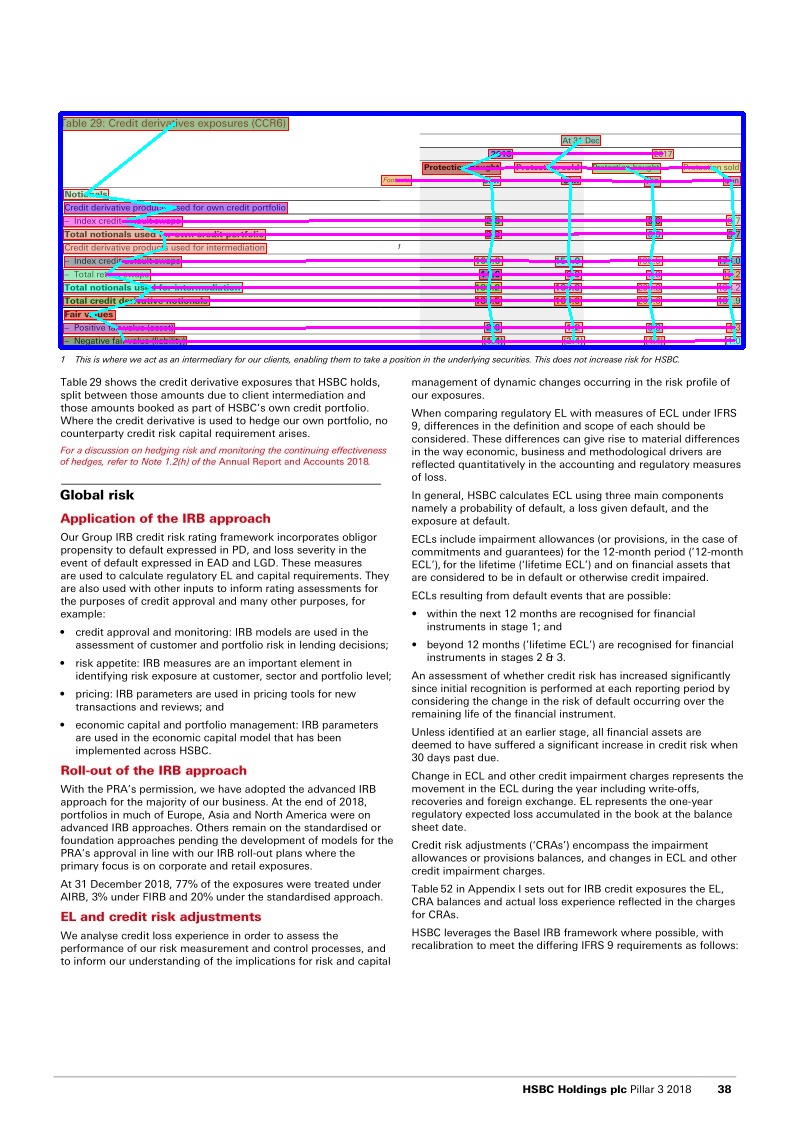 Table 29: Credit derivatives exposures (CCR6)
At 31 Dec
2018
2017
Protection bought
Protection sold
Protection bought
Protection sold
Notionals
Credit derivative products used for own credit portfolio
– Index credit default swaps
Total notionals used for own credit portfolio
Credit derivative products used for intermediation
1
– Index credit default swaps
– Total return swaps
Total notionals used for intermediation
Total credit derivative notionals
Fair values
– Positive fair value (asset)
– Negative fair value (liability)
1 This is where we act as an intermediary for our clients, enabling them to take a position in the underlying securities. This does not increase risk for HSBC.
Table 29 shows the credit derivative exposures that HSBC holds,
split between those amounts due to client intermediation and
those amounts booked as part of HSBC's own credit portfolio.
Where the credit derivative is used to hedge our own portfolio, no
counterparty credit risk capital requirement arises.
For a discussion on hedging risk and monitoring the continuing effectiveness
of hedges, refer to Note 1.2(h) of the Annual Report and Accounts 2018.
Global risk
Application of the IRB approach
Our Group IRB credit risk rating framework incorporates obligor
propensity to default expressed in PD, and loss severity in the
event of default expressed in EAD and LGD. These measures
are used to calculate regulatory EL and capital requirements. They
are also used with other inputs to inform rating assessments for
the purposes of credit approval and many other purposes, for
example:
• credit approval and monitoring: IRB models are used in the
assessment of customer and portfolio risk in lending decisions;
• risk appetite: IRB measures are an important element in
identifying risk exposure at customer, sector and portfolio level;
• pricing: IRB parameters are used in pricing tools for new
transactions and reviews; and
• economic capital and portfolio management: IRB parameters
are used in the economic capital model that has been
implemented across HSBC.
Roll-out of the IRB approach
With the PRA's permission, we have adopted the advanced IRB
approach for the majority of our business. At the end of 2018,
portfolios in much of Europe, Asia and North America were on
advanced IRB approaches. Others remain on the standardised or
foundation approaches pending the development of models for the
PRA's approval in line with our IRB roll-out plans where the
primary focus is on corporate and retail exposures.
At 31 December 2018, 77% of the exposures were treated under
AIRB, 3% under FIRB and 20% under the standardised approach.
EL and credit risk adjustments
We analyse credit loss experience in order to assess the
performance of our risk measurement and control processes, and
to inform our understanding of the implications for risk and capital
management of dynamic changes occurring in the risk profile of
our exposures.
When comparing regulatory EL with measures of ECL under IFRS
9, differences in the definition and scope of each should be
considered. These differences can give rise to material differences
in the way economic, business and methodological drivers are
reflected quantitatively in the accounting and regulatory measures
of loss.
In general, HSBC calculates ECL using three main components
namely a probability of default, a loss given default, and the
exposure at default.
ECLs include impairment allowances (or provisions, in the case of
commitments and guarantees) for the 12-month period ('12-month
ECL'), for the lifetime ('lifetime ECL') and on financial assets that
are considered to be in default or otherwise credit impaired.
ECLs resulting from default events that are possible:
• within the next 12 months are recognised for financial
instruments in stage 1; and
• beyond 12 months ('lifetime ECL') are recognised for financial
instruments in stages 2 & 3.
An assessment of whether credit risk has increased significantly
since initial recognition is performed at each reporting period by
considering the change in the risk of default occurring over the
remaining life of the financial instrument.
Unless identified at an earlier stage, all financial assets are
deemed to have suffered a significant increase in credit risk when
30 days past due.
Change in ECL and other credit impairment charges represents the
movement in the ECL during the year including write-offs,
recoveries and foreign exchange. EL represents the one-year
regulatory expected loss accumulated in the book at the balance
sheet date.
Credit risk adjustments ('CRAs') encompass the impairment
allowances or provisions balances, and changes in ECL and other
credit impairment charges.
Table 52 in Appendix I sets out for IRB credit exposures the EL,
CRA balances and actual loss experience reflected in the charges
for CRAs.
HSBC leverages the Basel IRB framework where possible, with
recalibration to meet the differing IFRS 9 requirements as follows:
HSBC Holdings plc Pillar 3 2018 38